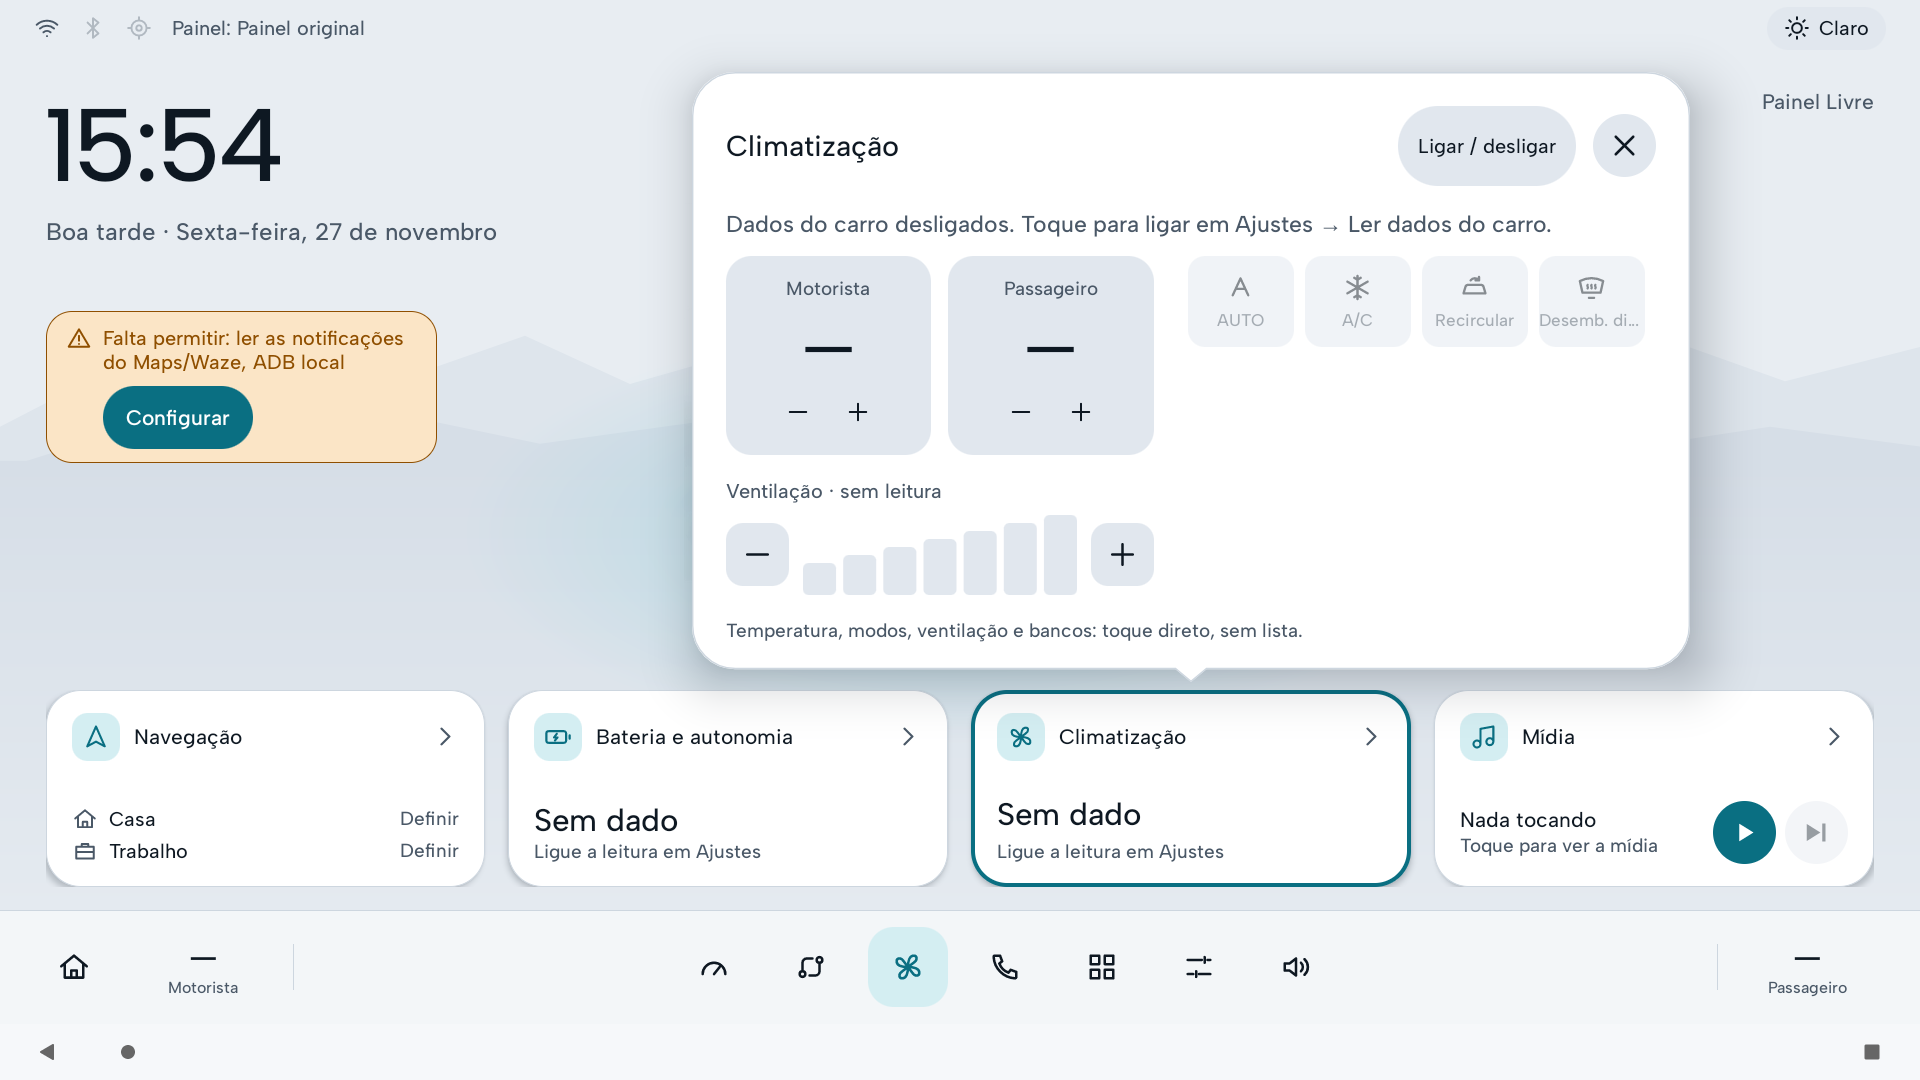 Painel: Painel original
Claro
15:54
Painel Livre
Boa tarde · Sexta-feira, 27 de novembro
Falta permitir: ler as notificações
do Maps/Waze, ADB local
Configurar
Climatização
Ligar / desligar
Dados do carro desligados. Toque para ligar em Ajustes → Ler dados do carro.
Motorista
—
− +
Passageiro
—
− +
AUTO
A/C
Recircular
Desemb. di...
Ventilação · sem leitura
− +
Temperatura, modos, ventilação e bancos: toque direto, sem lista.
Navegação
Casa Definir
Trabalho Definir
Bateria e autonomia
Sem dado
Ligue a leitura em Ajustes
Climatização
Sem dado
Ligue a leitura em Ajustes
Mídia
Nada tocando
Toque para ver a mídia
—
Motorista
—
Passageiro